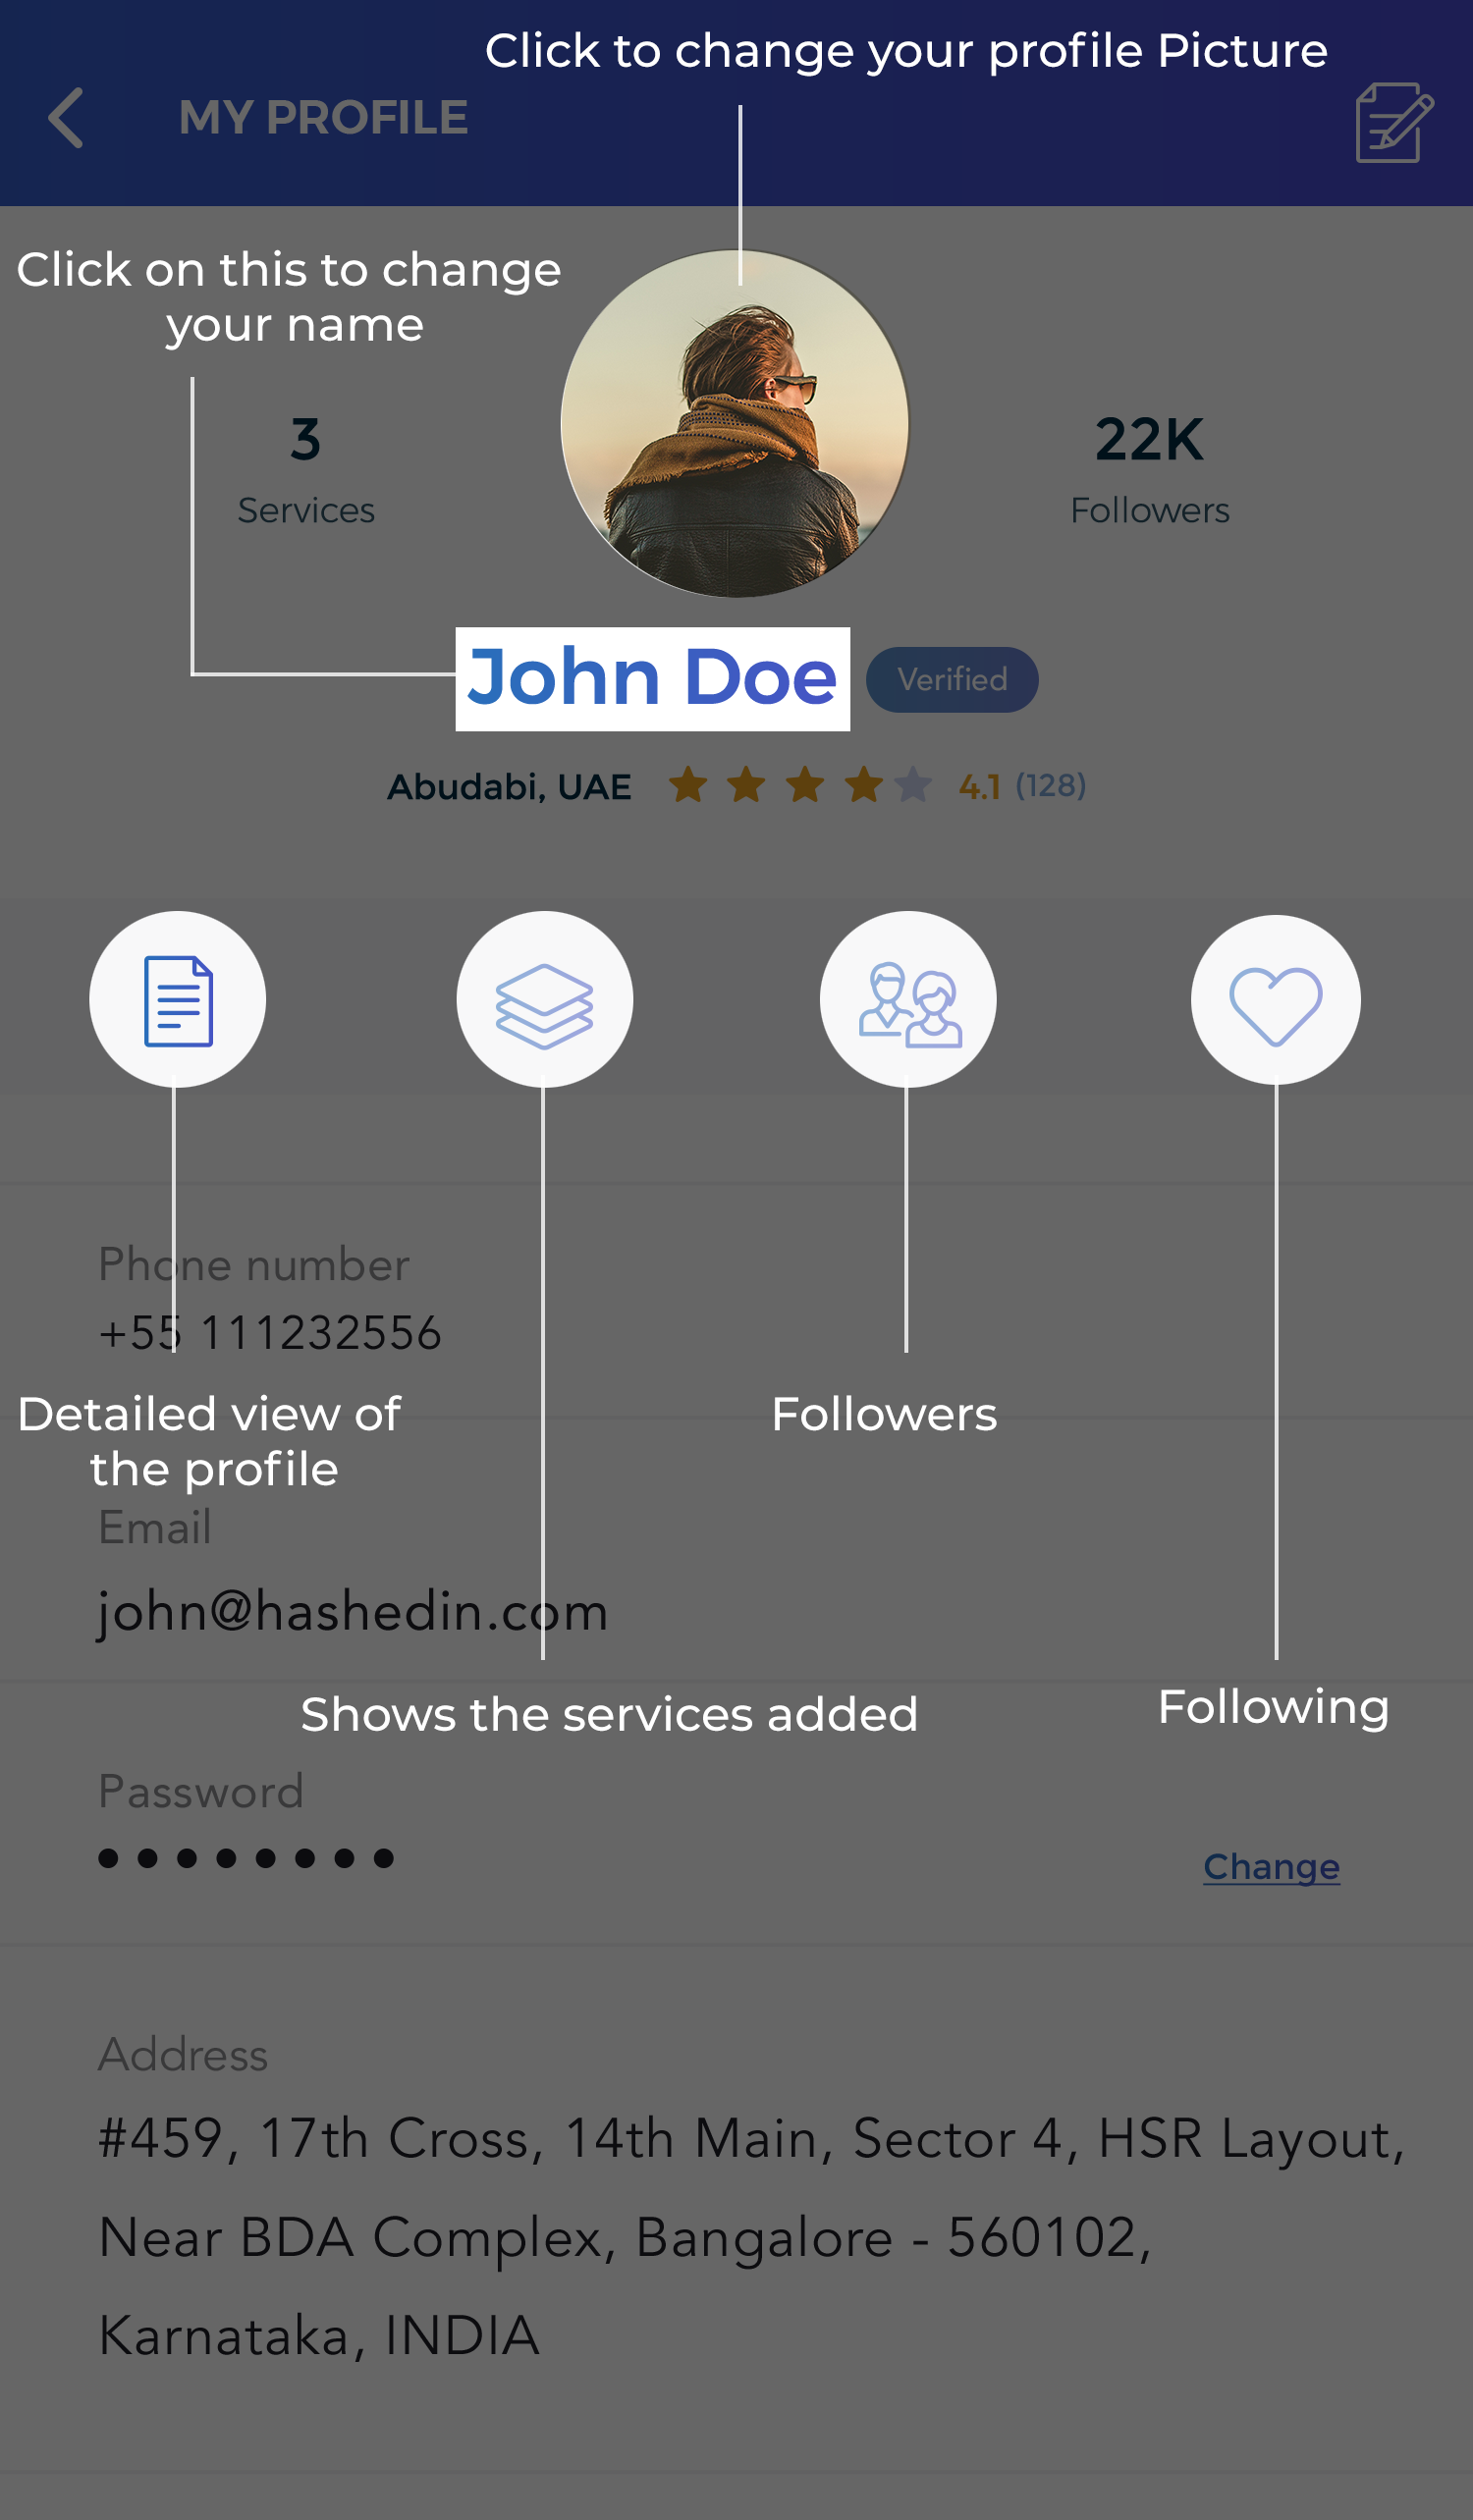 Click to change your profile Picture
MY PROFILE
Click on this to change
your name
3
22K
Services
Followers
John Doe
Verified
Abudabi, UAE 4.1 (128)
Phone number
+55 111232556
Detailed view of
the profile
Followers
Email
john@hashedin.com
Shows the services added
Following
Password
Change
Address
#459, 17th Cross, 14th Main, Sector 4, HSR Layout,
Near BDA Complex, Bangalore - 560102,
Karnataka, INDIA